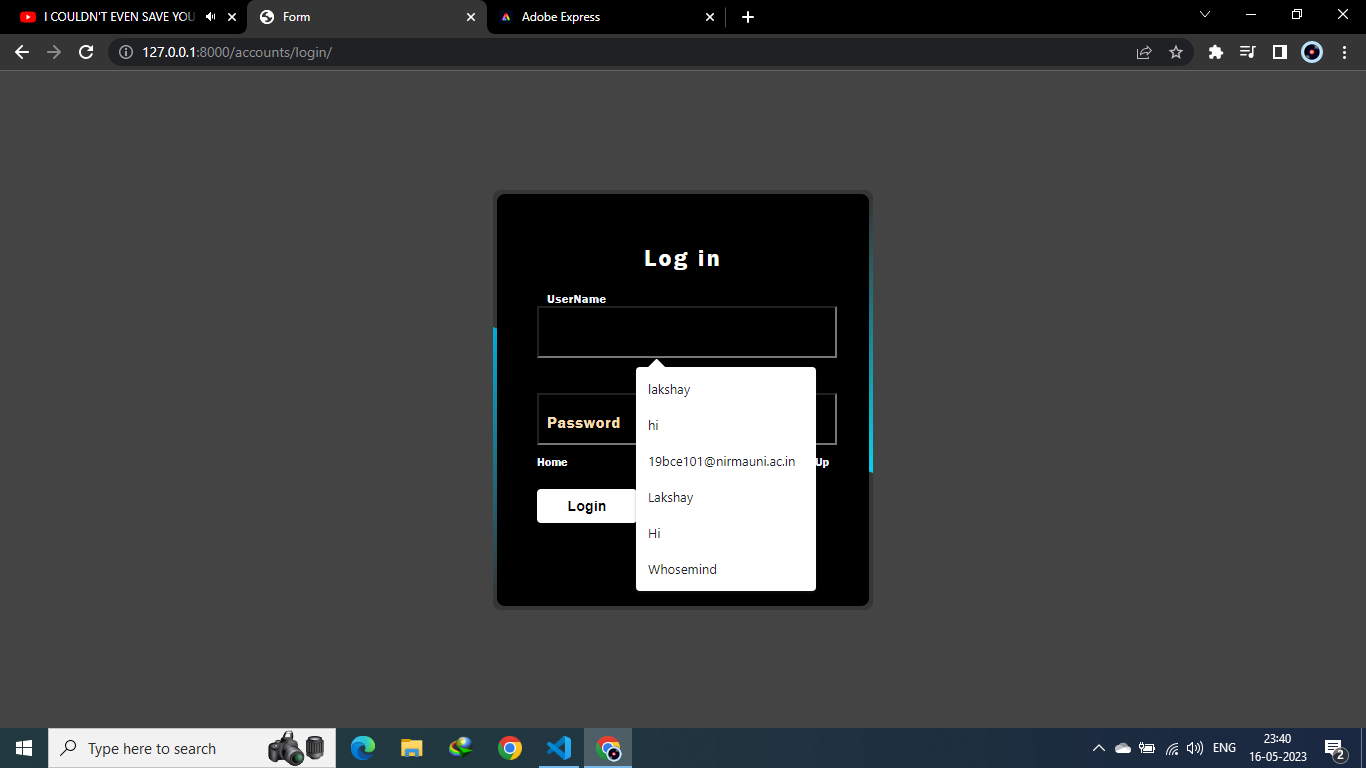 I COULDN'T EVEN SAVE YOU
Form
Adobe Express
127.0.0.1:8000/accounts/login/
Log in
UserName
lakshay
Password
hi
Home
19bce101@nirmauni.ac.in
Up
Lakshay
Login
Hi
Whosemind
Type here to search
ENG
23:40
16-05-2023
2